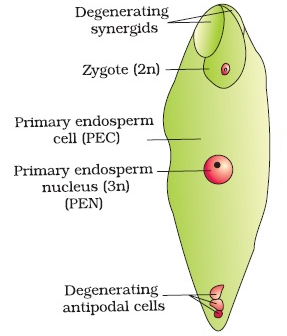 Degenerating
synergids
Zygote (2n)
Primary endosperm
cell (PEC)
Primary endosperm
nucleus (3n)
(PEN)
Degenerating
antipodal cells